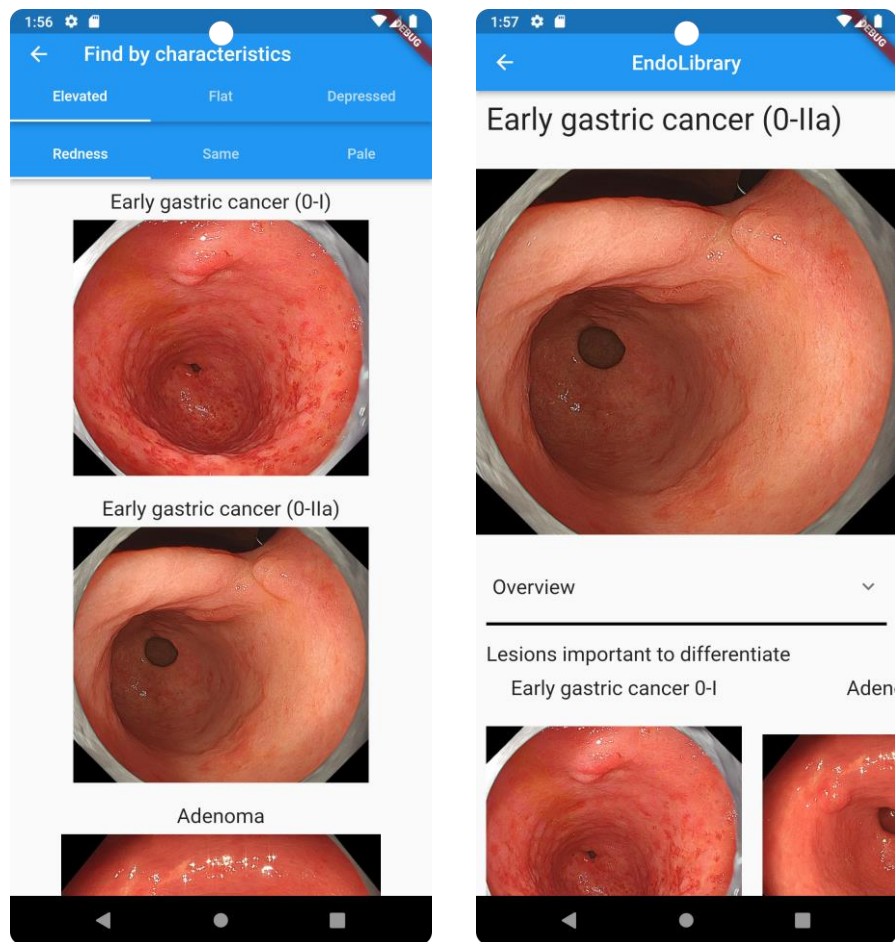 1:56
DEBUG
Find by characteristics
Elevated Flat Depressed
Redness Same Pale
Early gastric cancer (0-I)
Early gastric cancer (0-IIa)
Adenoma
1:57
DEBUG
EndoLibrary
Early gastric cancer (0-IIa)
Overview
Lesions important to differentiate
Early gastric cancer 0-I Aden